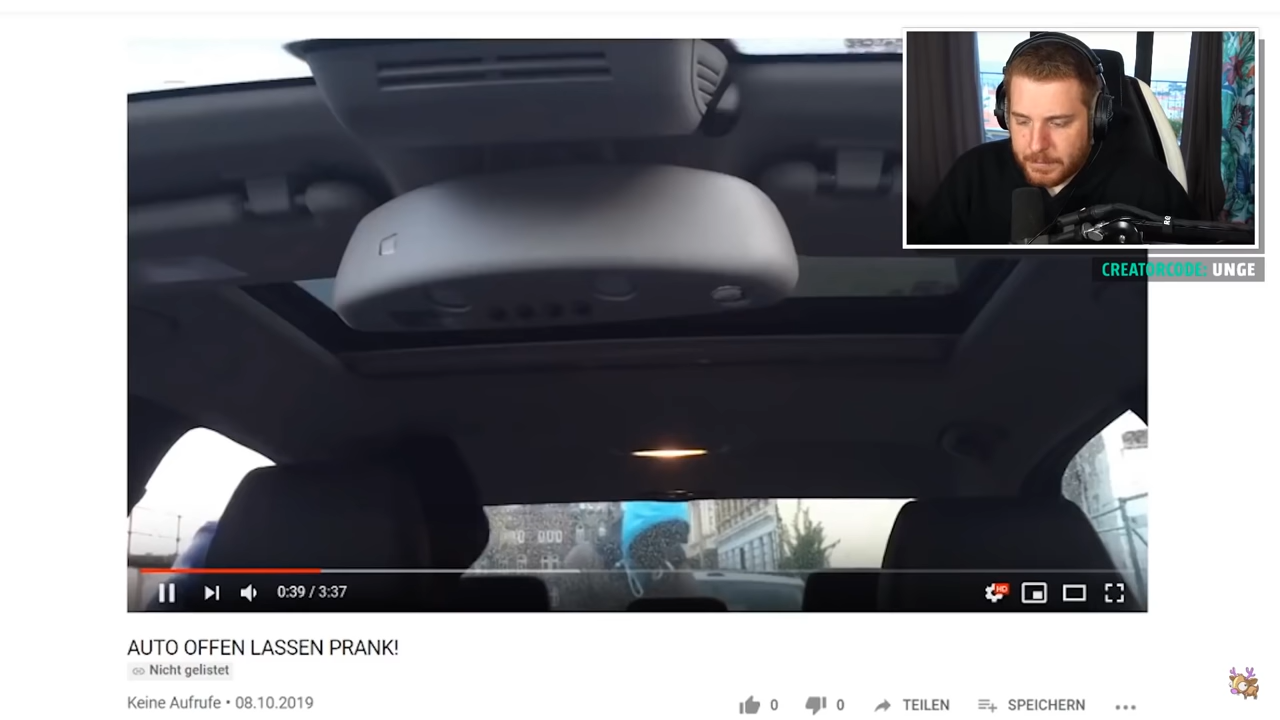 CREATORCODE: UNGE
HD
0:39 / 3:37
AUTO OFFEN LASSEN PRANK!
Nicht gelistet
Keine Aufrufe • 08.10.2019
0
0
TEILEN
SPEICHERN